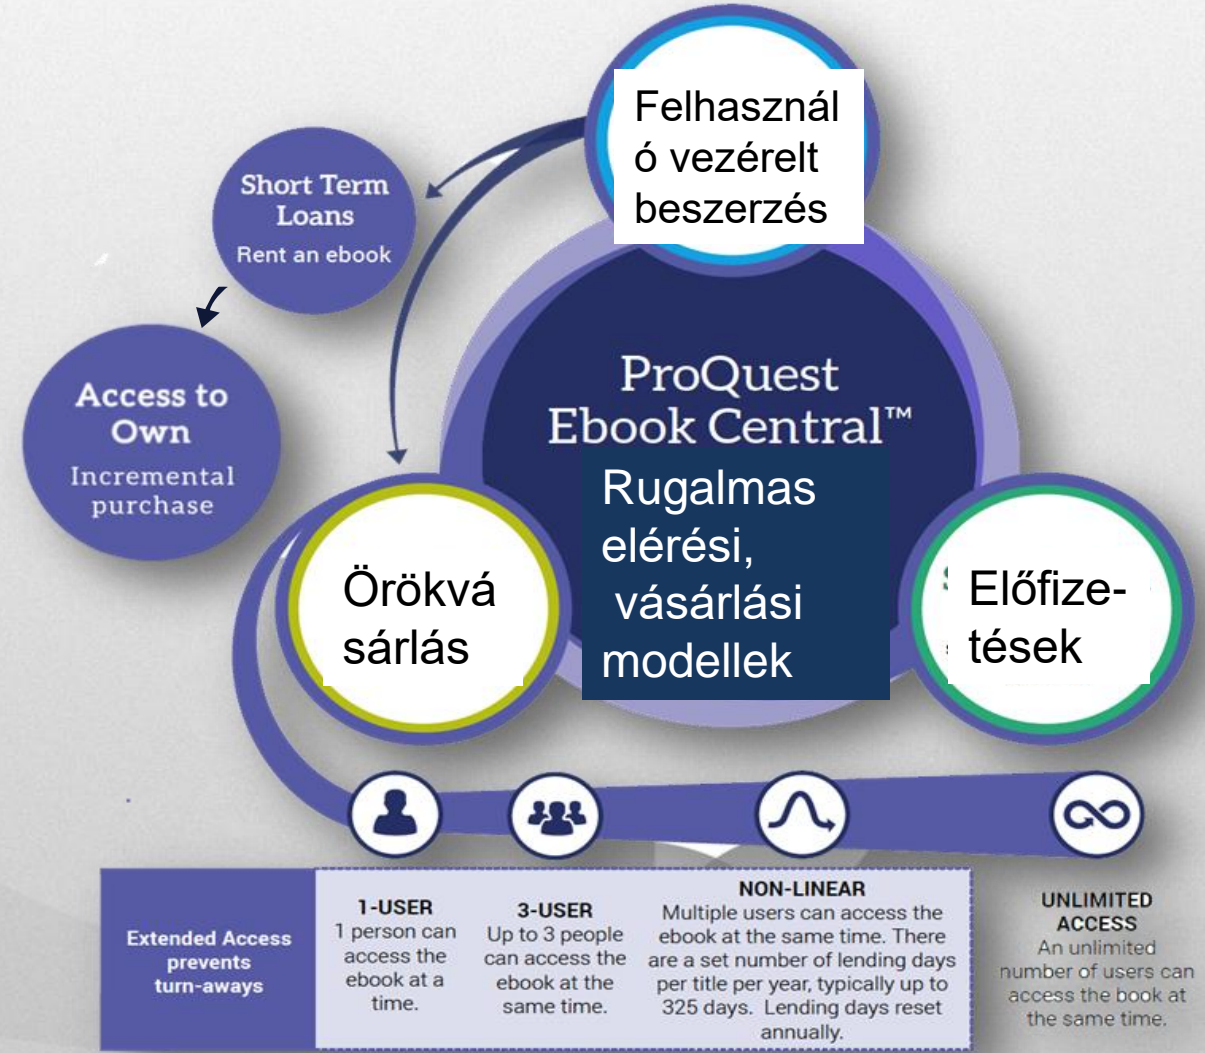 Felhasznál
ó vezérelt
beszerzés
Short Term
Loans
Rent an ebook
Access to
Own
Incremental
purchase
ProQuest
Ebook Central™
Rugalmas
elérési,
vásárlási
modellek
Örökvá
sárlás
Előfize-
tések
Extended Access
prevents
turn-aways
1-USER
1 person can
access the
ebook at a
time.
3-USER
Up to 3 people
can access the
ebook at the
same time.
NON-LINEAR
Multiple users can access the
ebook at the same time. There
are a set number of lending days
per title per year, typically up to
325 days. Lending days reset
annually.
UNLIMITED
ACCESS
An unlimited
number of users can
access the book at
the same time.